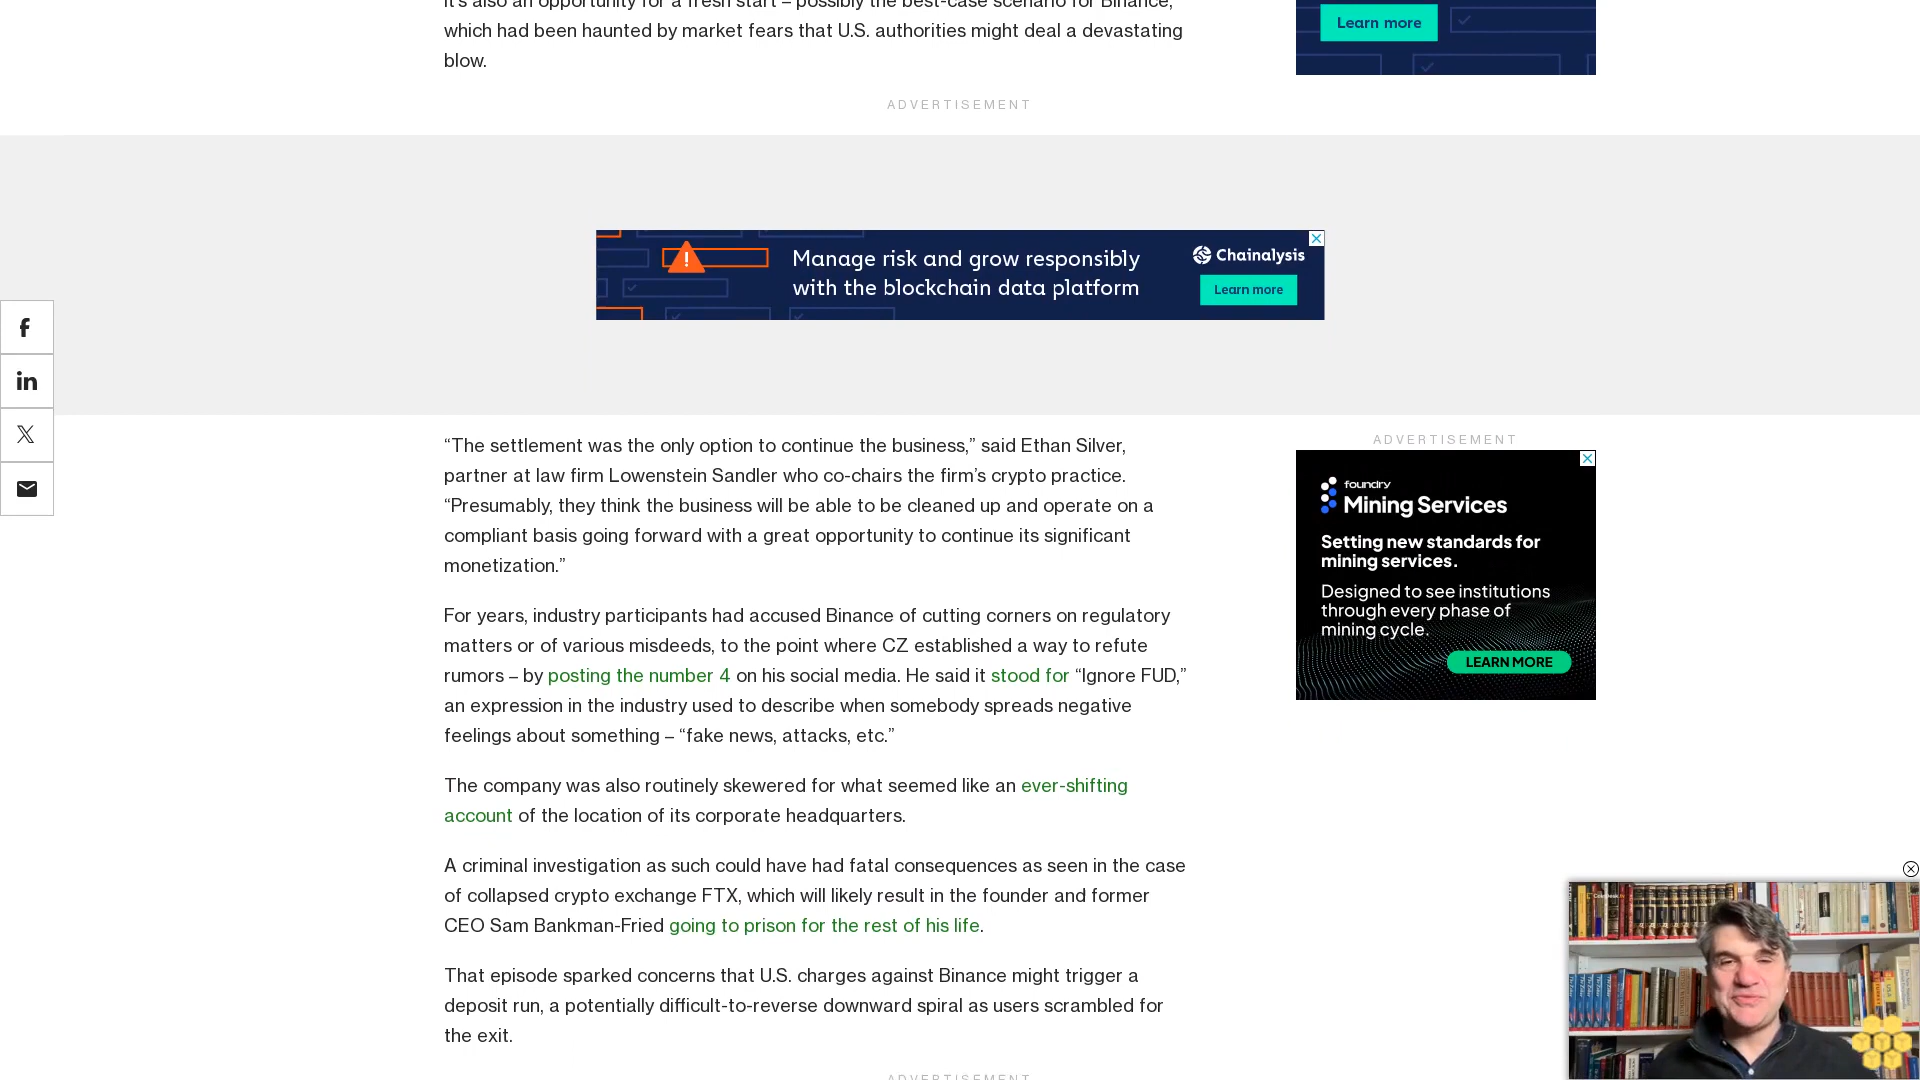 It's also an opportunity for a fresh start – possibly the best-case scenario for Binance,
which had been haunted by market fears that U.S. authorities might deal a devastating
blow.
Learn more
ADVERTISEMENT
Manage risk and grow responsibly
with the blockchain data platform
Chainalysis
Learn more
f
in
X
“The settlement was the only option to continue the business,” said Ethan Silver,
partner at law firm Lowenstein Sandler who co-chairs the firm’s crypto practice.
“Presumably, they think the business will be able to be cleaned up and operate on a
compliant basis going forward with a great opportunity to continue its significant
monetization.”
For years, industry participants had accused Binance of cutting corners on regulatory
matters or of various misdeeds, to the point where CZ established a way to refute
rumors – by posting the number 4 on his social media. He said it stood for “Ignore FUD,”
an expression in the industry used to describe when somebody spreads negative
feelings about something – “fake news, attacks, etc.”
The company was also routinely skewered for what seemed like an ever-shifting
account of the location of its corporate headquarters.
A criminal investigation as such could have had fatal consequences as seen in the case
of collapsed crypto exchange FTX, which will likely result in the founder and former
CEO Sam Bankman-Fried going to prison for the rest of his life.
That episode sparked concerns that U.S. charges against Binance might trigger a
deposit run, a potentially difficult-to-reverse downward spiral as users scrambled for
the exit.
ADVERTISEMENT
ADVERTISEMENT
foundry
Mining Services
Setting new standards for
mining services.
Designed to see institutions
through every phase of
mining cycle.
LEARN MORE